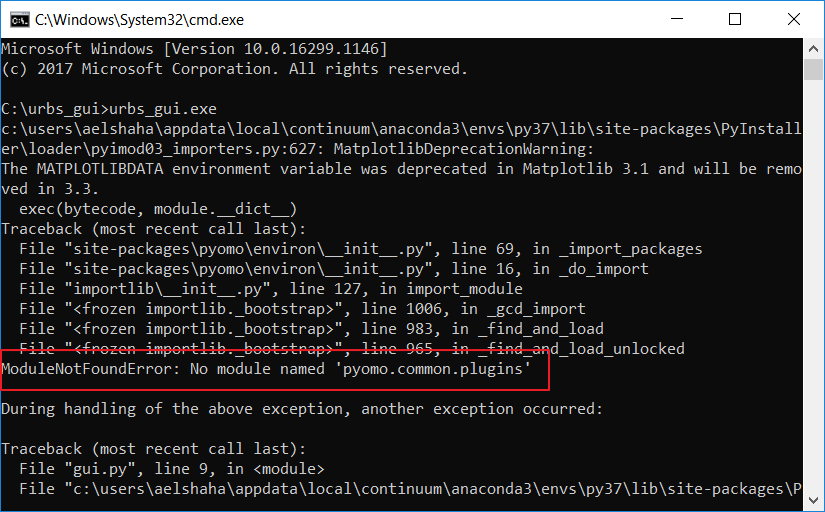 C:\Windows\System32\cmd.exe
Microsoft Windows [Version 10.0.16299.1146]
(c) 2017 Microsoft Corporation. All rights reserved.
C:\urbs_gui>urbs_gui.exe
c:\users\aelshaha\appdata\local\continuum\anaconda3\envs\py37\lib\site-packages\PyInstall
er\loader\pyimod03_importers.py:627: MatplotlibDeprecationWarning:
The MATPLOTLIBDATA environment variable was deprecated in Matplotlib 3.1 and will be remo
ved in 3.3.
  exec(bytecode, module.__dict__)
Traceback (most recent call last):
  File "site-packages\pyomo\environ\__init__.py", line 69, in _import_packages
  File "site-packages\pyomo\environ\__init__.py", line 16, in _do_import
  File "importlib\__init__.py", line 127, in import_module
  File "<frozen importlib._bootstrap>", line 1006, in _gcd_import
  File "<frozen importlib._bootstrap>", line 983, in _find_and_load
  File "<frozen importlib._bootstrap>", line 965, in _find_and_load_unlocked
ModuleNotFoundError: No module named 'pyomo.common.plugins'
During handling of the above exception, another exception occurred:
Traceback (most recent call last):
  File "gui.py", line 9, in <module>
  File "c:\users\aelshaha\appdata\local\continuum\anaconda3\envs\py37\lib\site-packages\P